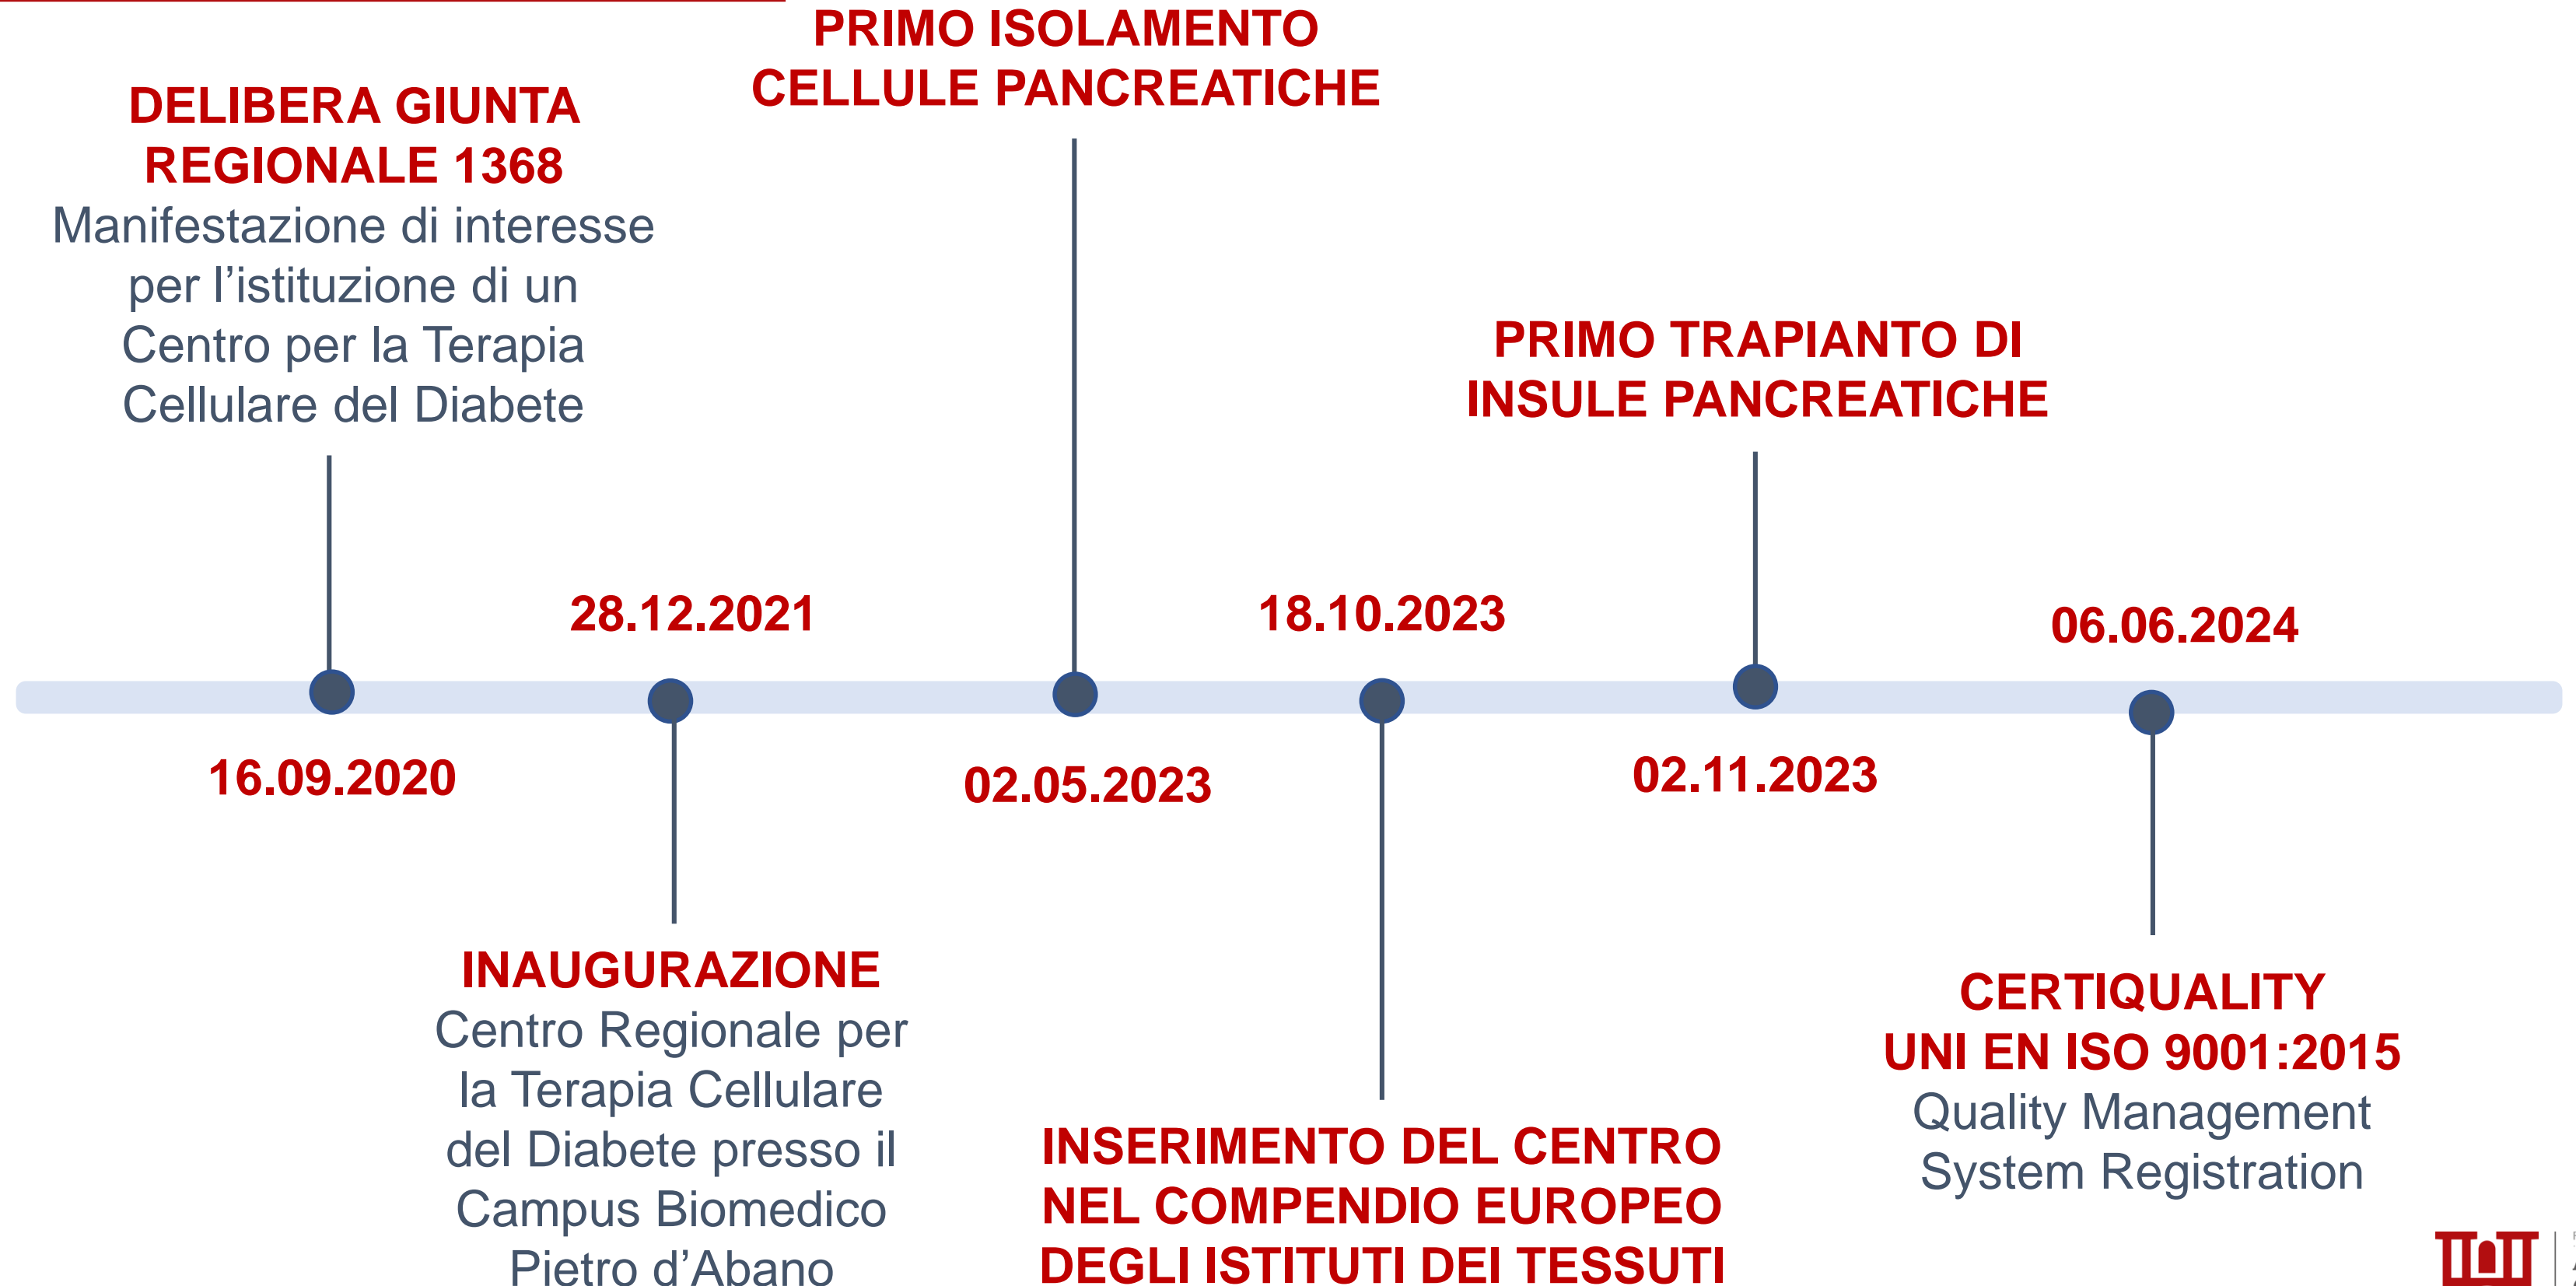 PRIMO ISOLAMENTO
CELLULE PANCREATICHE
DELIBERA GIUNTA
REGIONALE 1368
Manifestazione di interesse
per l’istituzione di un
Centro per la Terapia
Cellulare del Diabete
PRIMO TRAPIANTO DI
INSULE PANCREATICHE
28.12.2021
18.10.2023
06.06.2024
16.09.2020
02.05.2023
02.11.2023
INAUGURAZIONE
Centro Regionale per
la Terapia Cellulare
del Diabete presso il
Campus Biomedico
Pietro d’Abano
INSERIMENTO DEL CENTRO
NEL COMPENDIO EUROPEO
DEGLI ISTITUTI DEI TESSUTI
CERTIQUALITY
UNI EN ISO 9001:2015
Quality Management
System Registration